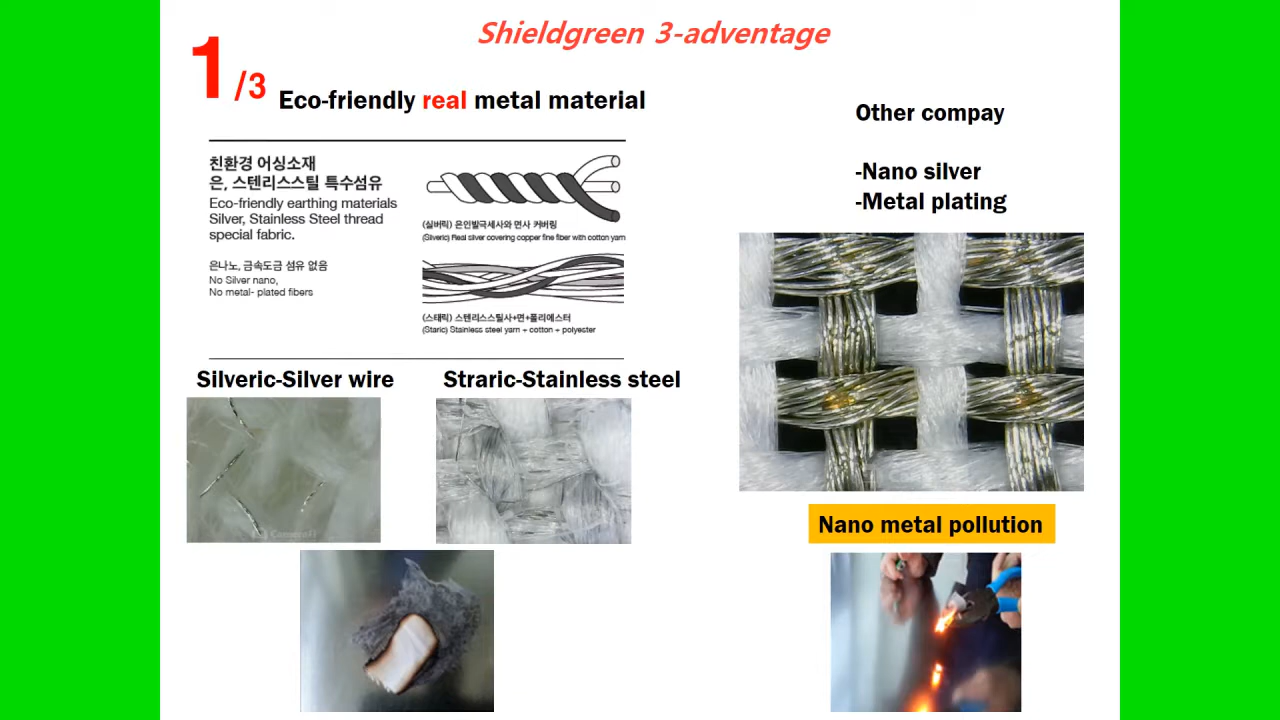 Shieldgreen 3-adventage
1/3
Eco-friendly real metal material
친환경 어싱소재
은, 스텐리스스틸 특수섬유
Eco-friendly earthing materials
Silver, Stainless Steel thread
special fabric.
은나노, 금속도금 섬유 없음
No Silver nano,
No metal- plated fibers
(실버릭) 은인발극세사와 면사 커버링
(Silveric) Real silver covering copper fine fiber with cotton yarn
(스태릭) 스텐리스스틸사+면+폴리에스터
(Staric) Stainless steel yarn + cotton + polyester
Silveric-Silver wire
Straric-Stainless steel
Other compay
-Nano silver
-Metal plating
Nano metal pollution